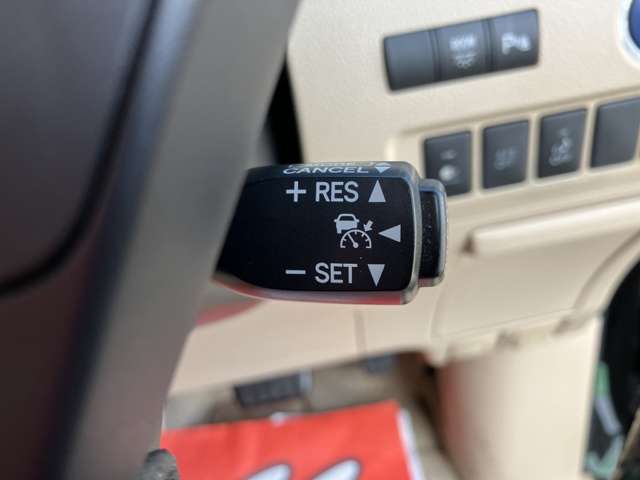 CANCEL
+ RES ▲
◀
− SET ▼
P